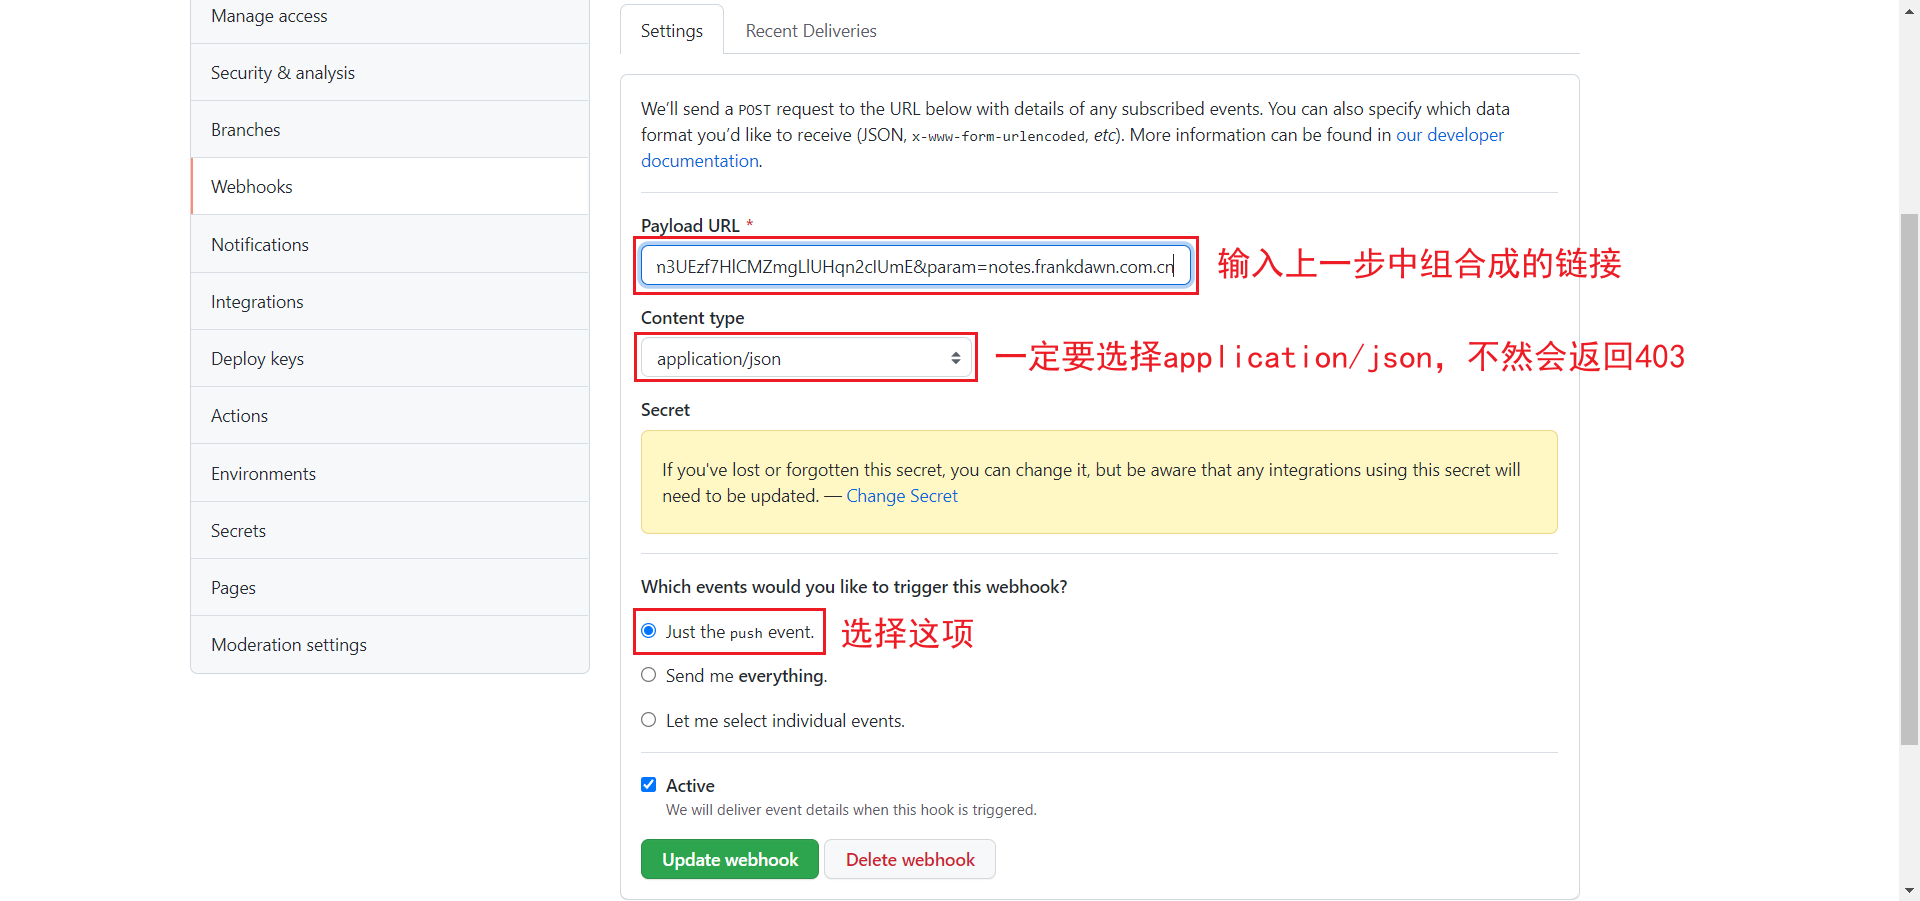 Manage access
Security & analysis
Branches
Webhooks
Notifications
Integrations
Deploy keys
Actions
Environments
Secrets
Pages
Moderation settings
Settings
Recent Deliveries
We'll send a POST request to the URL below with details of any subscribed events. You can also specify which data
format you'd like to receive (JSON, x-www-form-urlencoded, etc). More information can be found in our developer
documentation.
Payload URL *
n3UEzf7HlCMZmgLlUHqn2cIUmE&param=notes.frankdawn.com.cn
输入上一步中组合成的链接
Content type
application/json
一定要选择application/json，不然会返回403
Secret
If you've lost or forgotten this secret, you can change it, but be aware that any integrations using this secret will
need to be updated. — Change Secret
Which events would you like to trigger this webhook?
Just the push event.
选择这项
Send me everything.
Let me select individual events.
Active
We will deliver event details when this hook is triggered.
Update webhook
Delete webhook